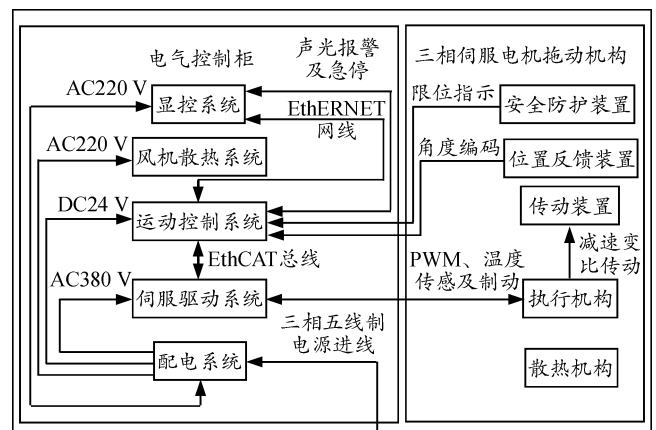 电气控制柜
声光报警
及急停
三相伺服电机拖动机构
AC220 V
显控系统
限位指示
安全防护装置
EthERNET
网线
AC220 V
风机散热系统
角度编码
位置反馈装置
DC24 V
运动控制系统
传动装置
EthCAT总线
PWM、温度
传感及制动
减速变
比传动
AC380 V
伺服驱动系统
执行机构
三相五线制
电源进线
配电系统
散热机构